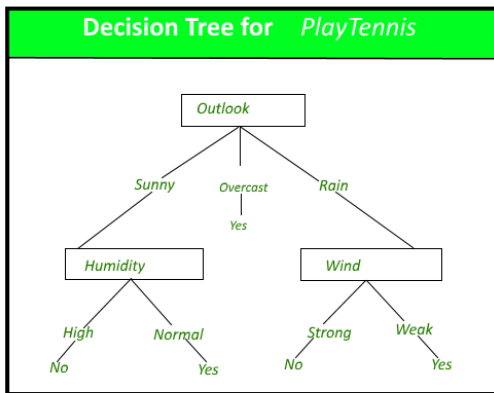 Decision Tree for PlayTennis
Outlook
Sunny Overcast Rain
Yes
Humidity Wind
High Normal Strong Weak
No Yes No Yes